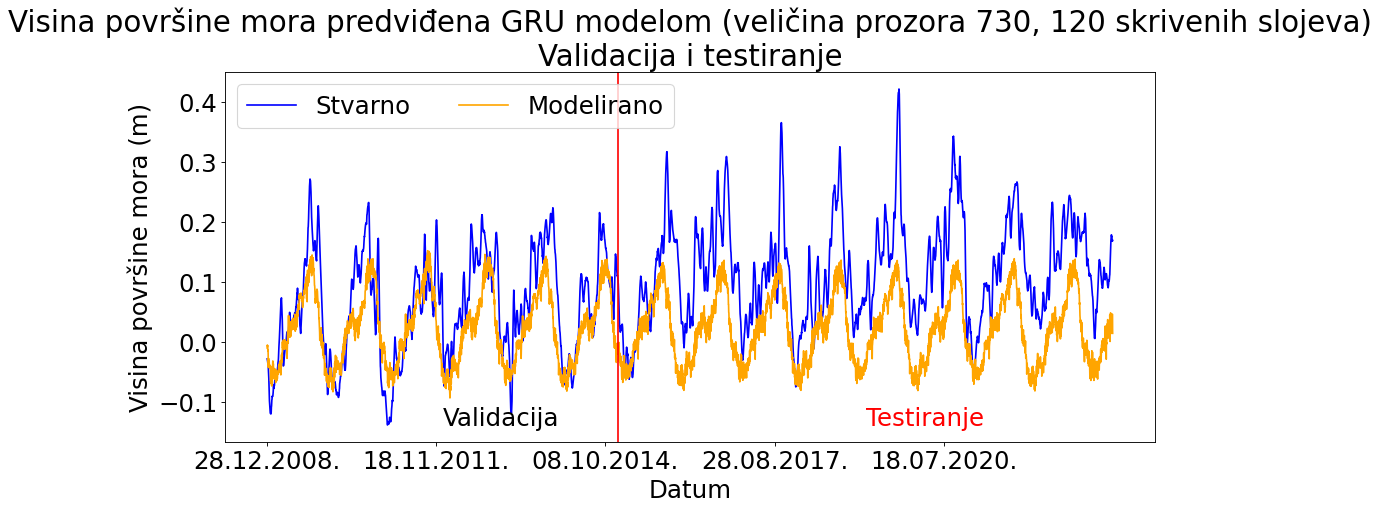 Visina površine mora predviđena GRU modelom (veličina prozora 730, 120 skrivenih slojeva)
Validacija i testiranje
Stvarno
Modelirano
Visina površine mora (m)
0.4
0.3
0.2
0.1
0.0
−0.1
Validacija
Testiranje
28.12.2008.
18.11.2011.
08.10.2014.
28.08.2017.
18.07.2020.
Datum